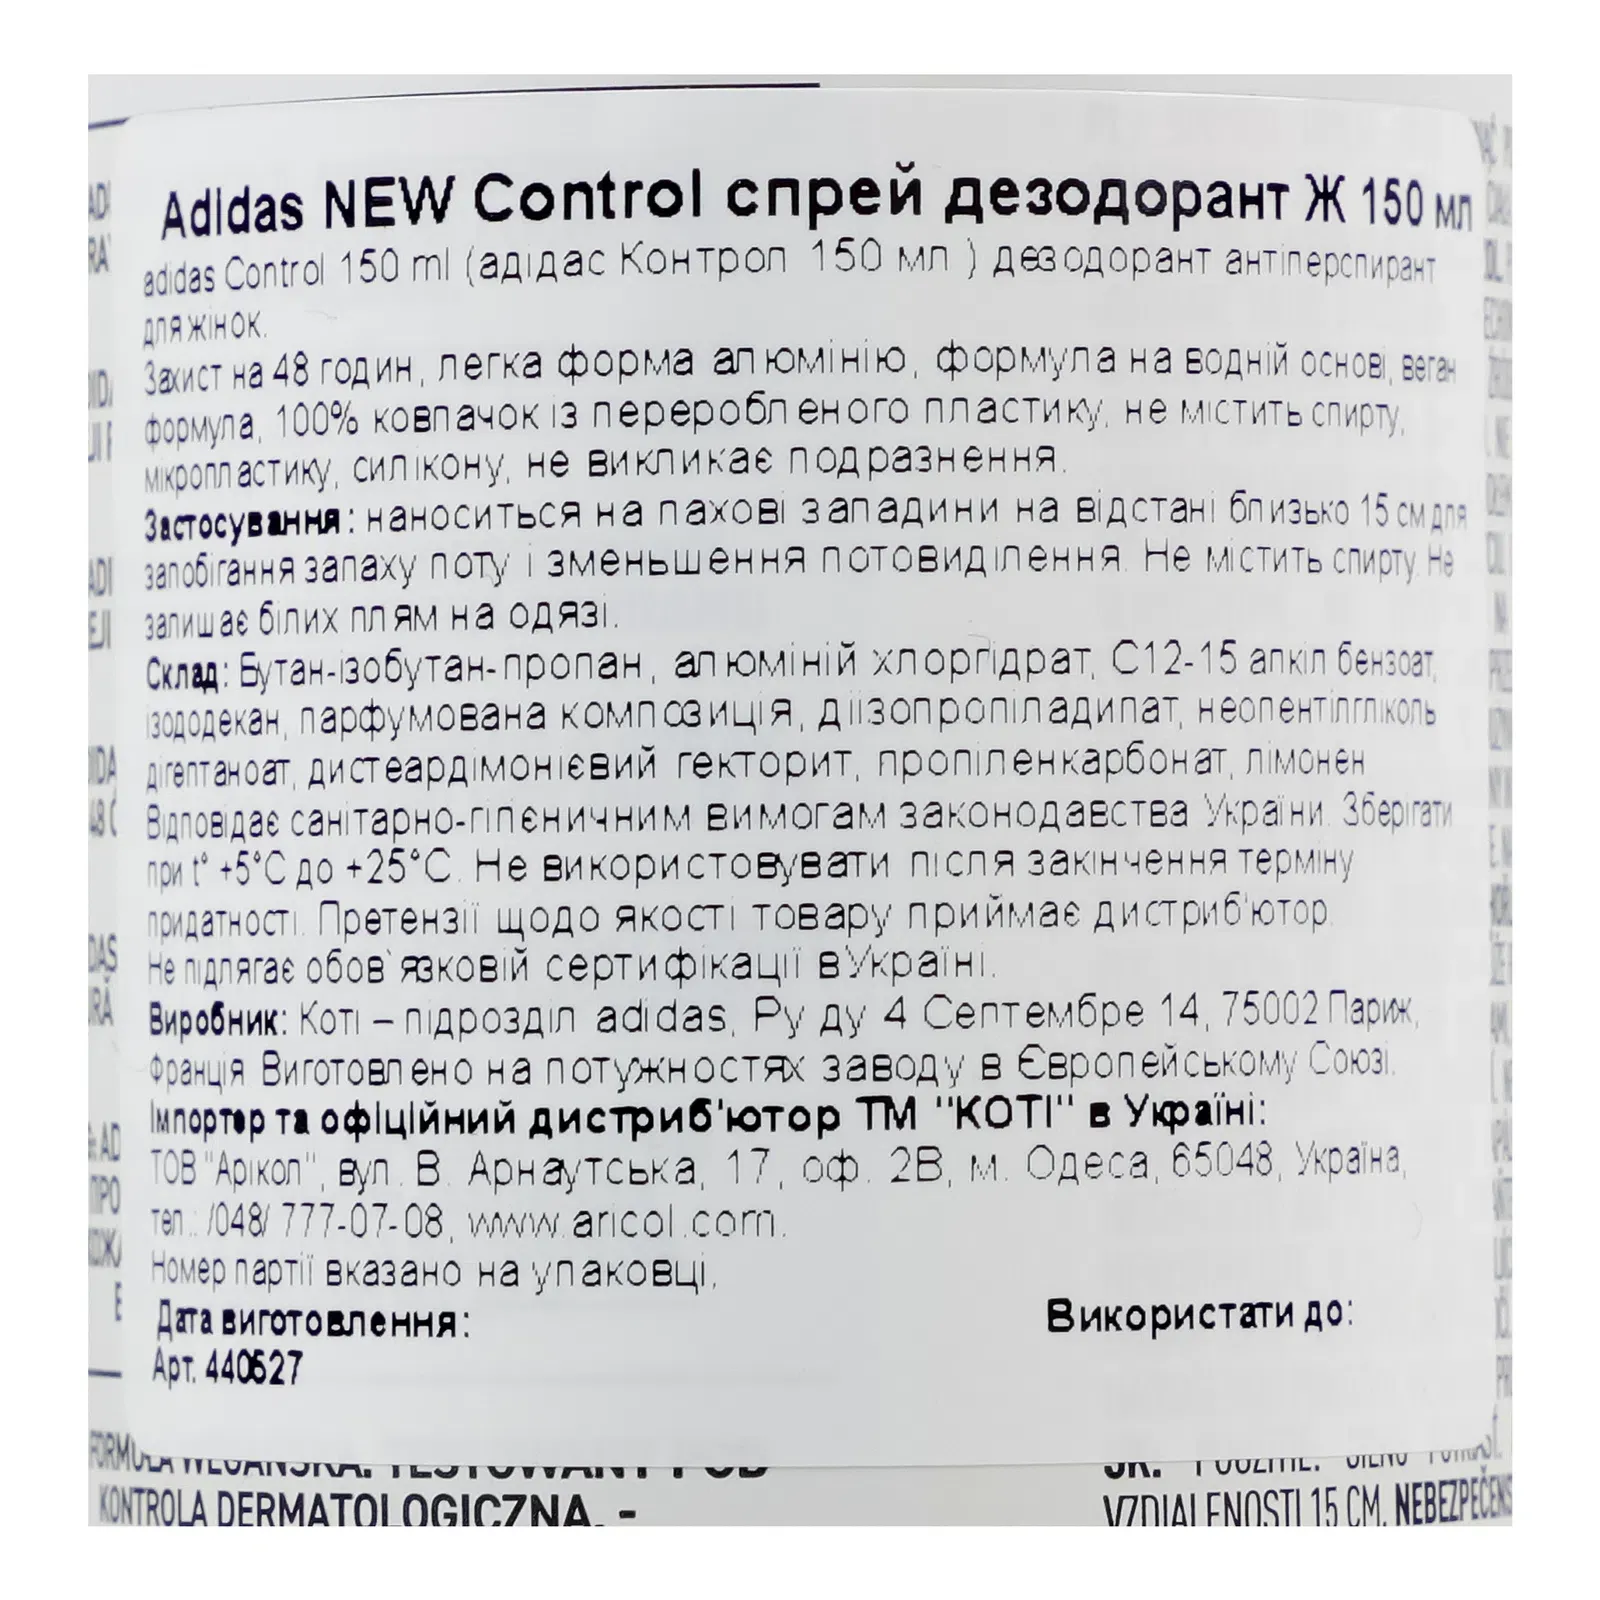 Adidas NEW Control спрей дезодорант Ж 150 мл
adidas Control 150 ml (адідас Контрол 150 мл ) дезодорант антіперспирант
для жінок.
Захист на 48 годин, легка форма алюмінію, формула на водній основі, веган
формула, 100% ковпачок із переробленого пластику, не містить спирту,
мікропластику, силікону, не викликає подразнення.
Застосування: наноситься на пахові западини на відстані близько 15 см для
запобігання запаху поту і зменьшення потовиділення. Не містить спирту. Не
залишає білих плям на одязі.
Склад: Бутан-ізобутан-пропан, алюміній хлоргідрат, С12-15 алкіл бензоат,
ізододекан, парфумована композиція, діізопропіладипат, неопентілгліколь
дігептаноат, дистеардімонієвий гекторит, пропіленкарбонат, лімонен
Відповідає санітарно-гігієничним вимогам законодавства України. Зберігати
при t° +5°C до +25°C. Не використовувати після закінчення терміну
придатності. Претензії щодо якості товару приймає дистриб'ютор.
Не підлягає обов`язковій сертифікації в Україні.
Виробник: Коті – підрозділ adidas, Ру ду 4 Септембре 14, 75002 Париж,
Франція Виготовлено на потужностях заводу в Європейському Союзі.
Імпортер та офіційний дистриб'ютор ТМ "КОТІ" в Україні:
ТОВ "Арікол", вул. В. Арнаутська, 17, оф. 2В, м. Одеса, 65048, Україна,
тел.: /048/ 777-07-08, www.aricol.com.
Номер партії вказано на упаковці.
Дата виготовлення: Використати до:
Арт. 440527
KONTROLA DERMATOLOGICZNA. -
VZDIALENOSTI 15 CM. NEBEZPEČENS